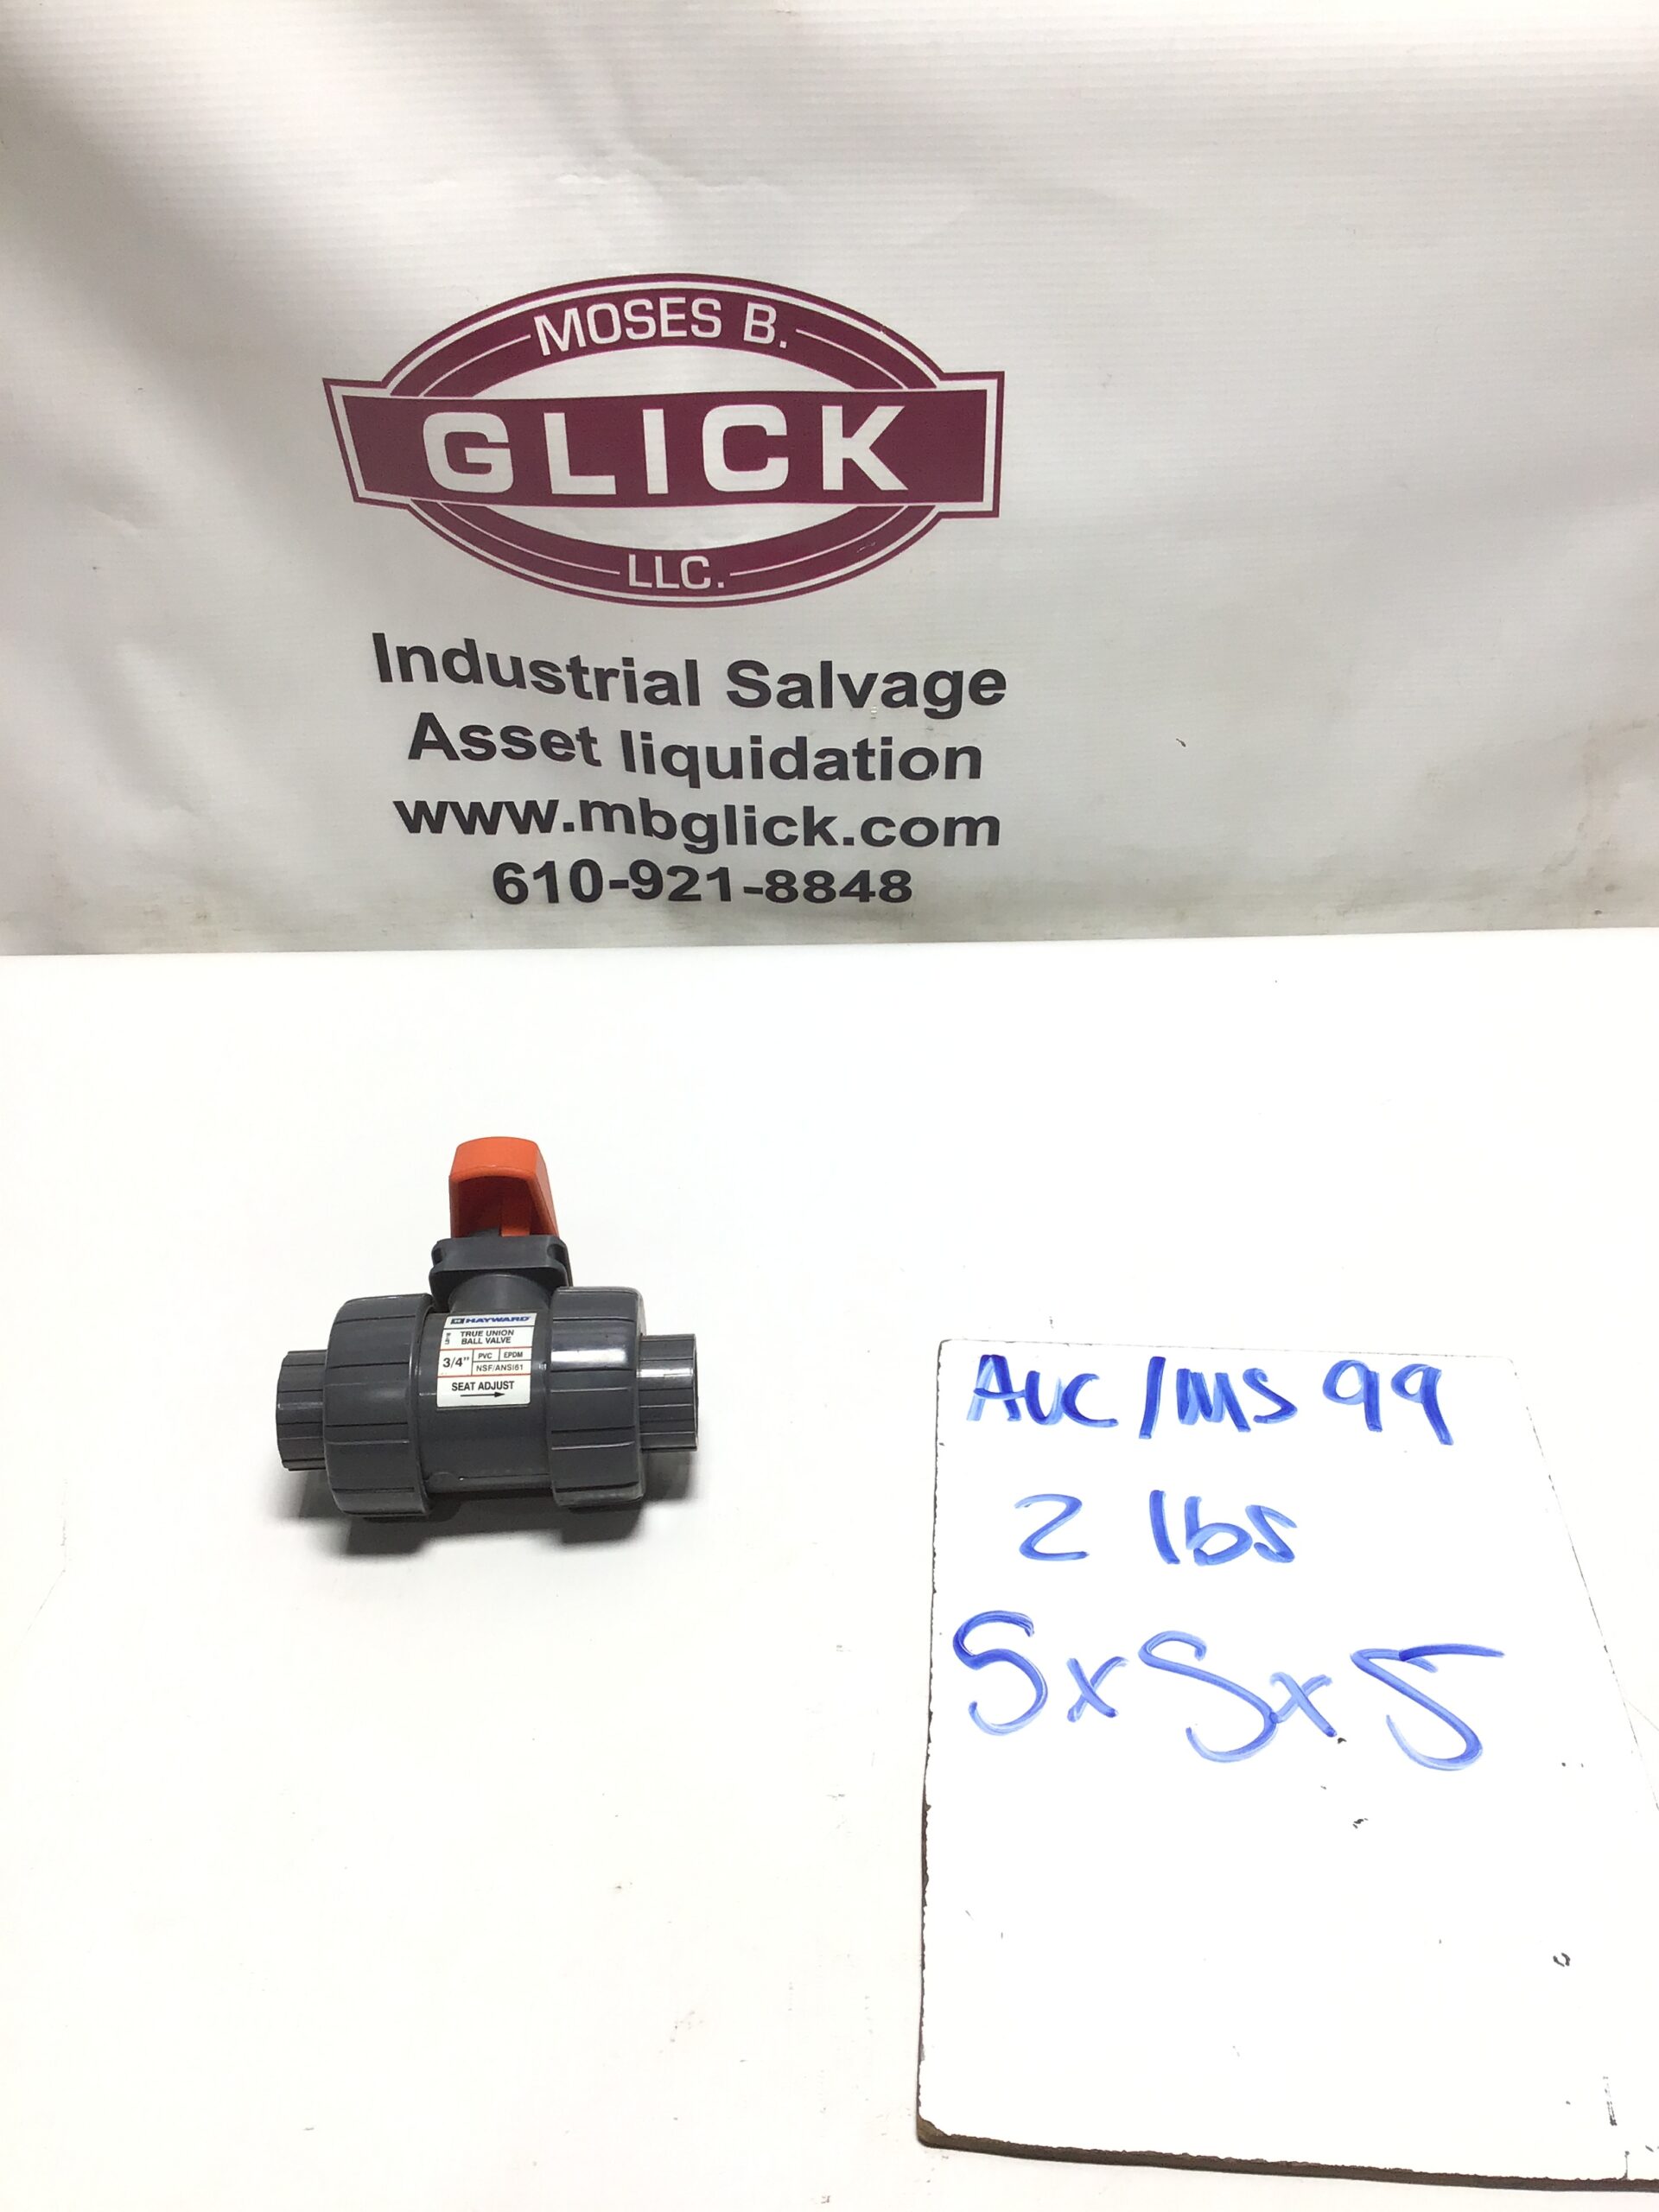 MOSES B.
GLICK
LLC.
Industrial Salvage
Asset liquidation
www.mbglick.com
610-921-8848
HAYWARD
TRUE UNION
BALL VALVE
3/4" PVC EPDM
NSF/ANSI61
SEAT ADJUST
AUC/MS 99
2 lbs
5x5x5